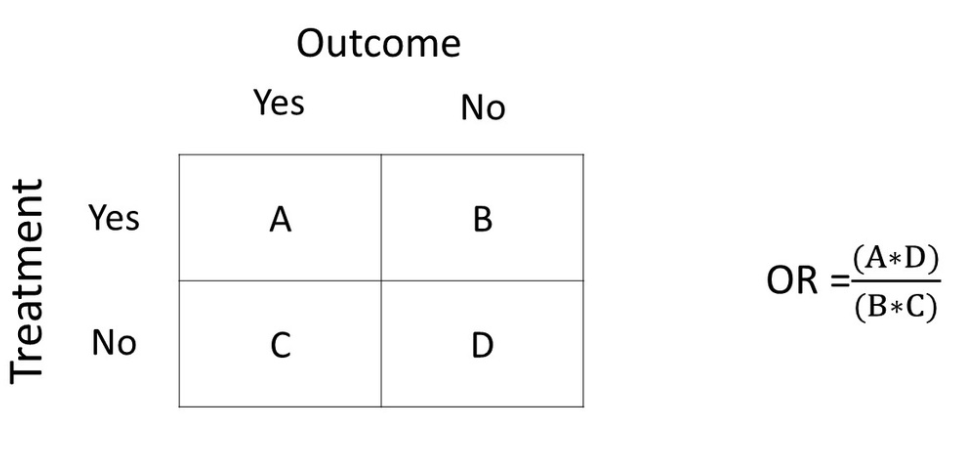 Outcome
Yes No
Treatment
Yes A B
No C D
OR = (A*D)
(B*C)